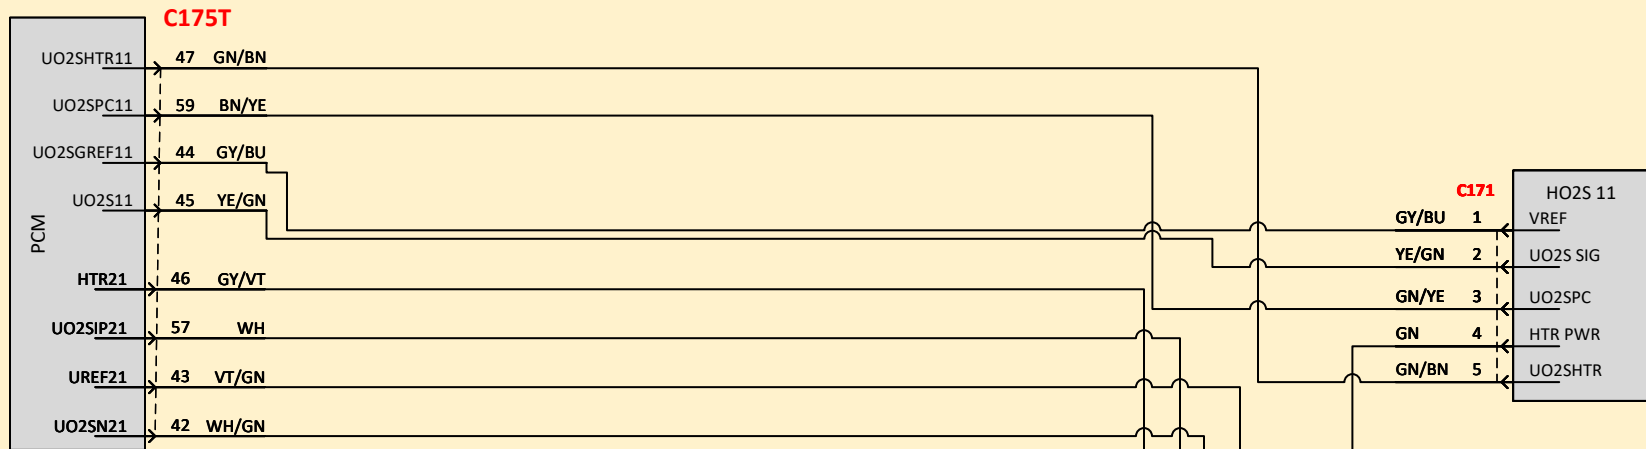 C175T
UO2SHTR11 47 GN/BN
UO2SPC11 59 BN/YE
UO2SGREF11 44 GY/BU
UO2S11 45 YE/GN
PCM
HTR21 46 GY/VT
UO2SIP21 57 WH
UREF21 43 VT/GN
UO2SN21 42 WH/GN
C171
HO2S 11
GY/BU 1 VREF
YE/GN 2 UO2S SIG
GN/YE 3 UO2SPC
GN 4 HTR PWR
GN/BN 5 UO2SHTR